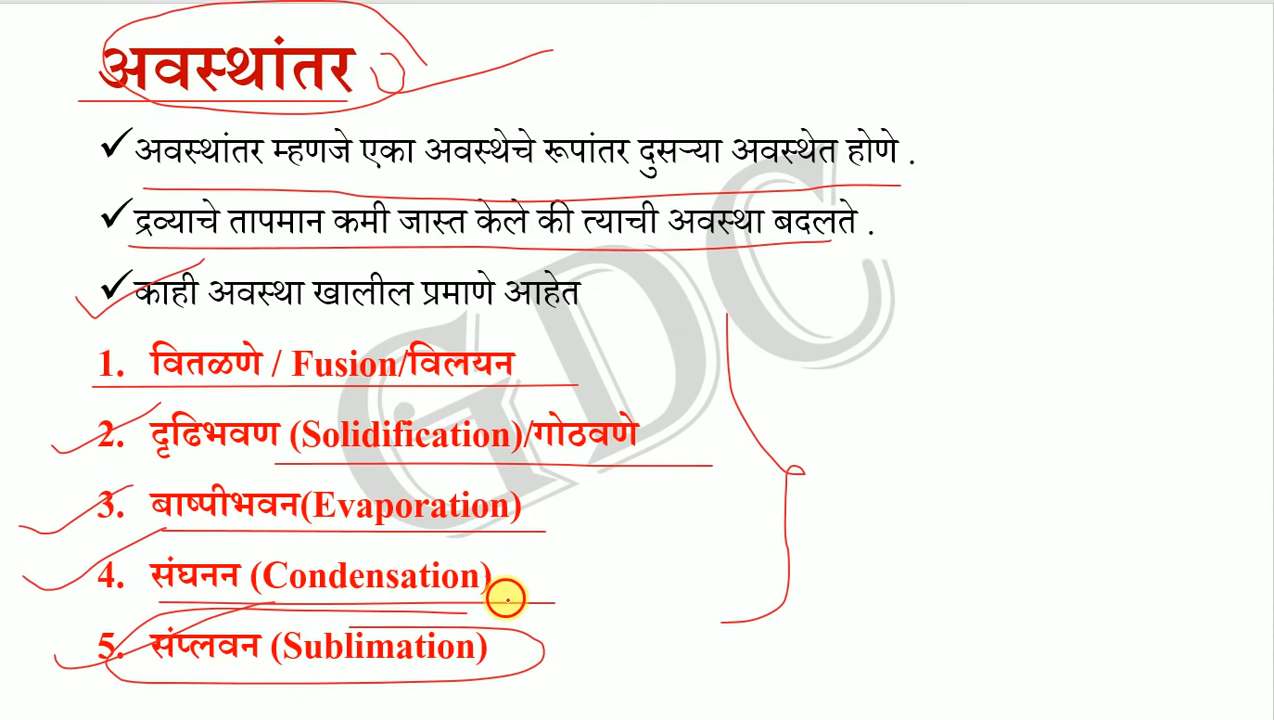 अवस्थांतर
✓अवस्थांतर म्हणजे एका अवस्थेचे रूपांतर दुसऱ्या अवस्थेत होणे .
✓द्रव्याचे तापमान कमी जास्त केले की त्याची अवस्था बदलते .
✓काही अवस्था खालील प्रमाणे आहेत
1. वितळणे / Fusion/विलयन
2. दृढिभवण (Solidification)/गोठवणे
3. बाष्पीभवन(Evaporation)
4. संघनन (Condensation)
5. संप्लवन (Sublimation)
GDC